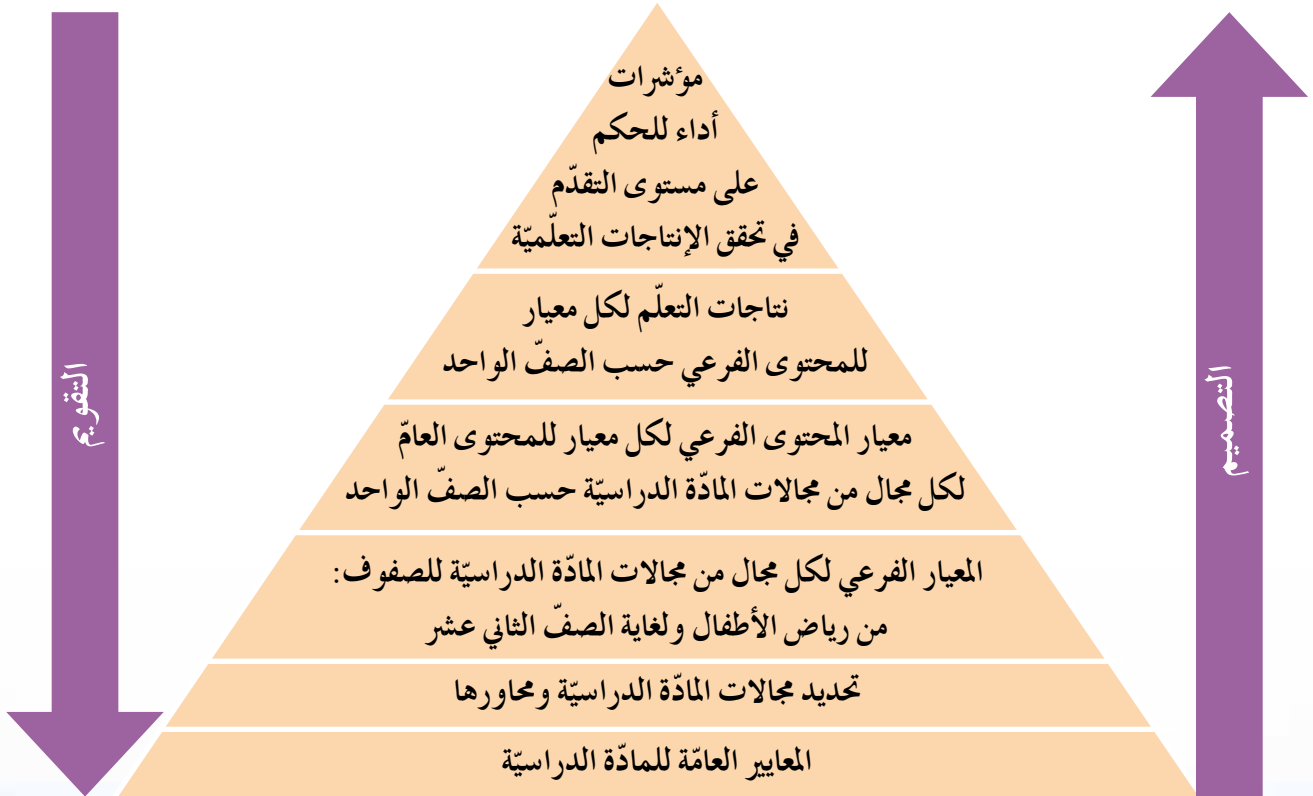 مؤشرات
أداء للحكم
على مستوى التقدّم
في تحقق الإنتاجات التعلّميّة
نتاجات التعلّم لكل معيار
للمحتوى الفرعي حسب الصفّ الواحد
معيار المحتوى الفرعي لكل معيار للمحتوى العامّ
لكل مجال من مجالات المادّة الدراسيّة حسب الصفّ الواحد
المعيار الفرعي لكل مجال من مجالات المادّة الدراسيّة للصفوف:
من رياض الأطفال ولغاية الصفّ الثاني عشر
تحديد مجالات المادّة الدراسيّة ومحاورها
المعايير العامّة للمادّة الدراسيّة
التصميم
التقويم